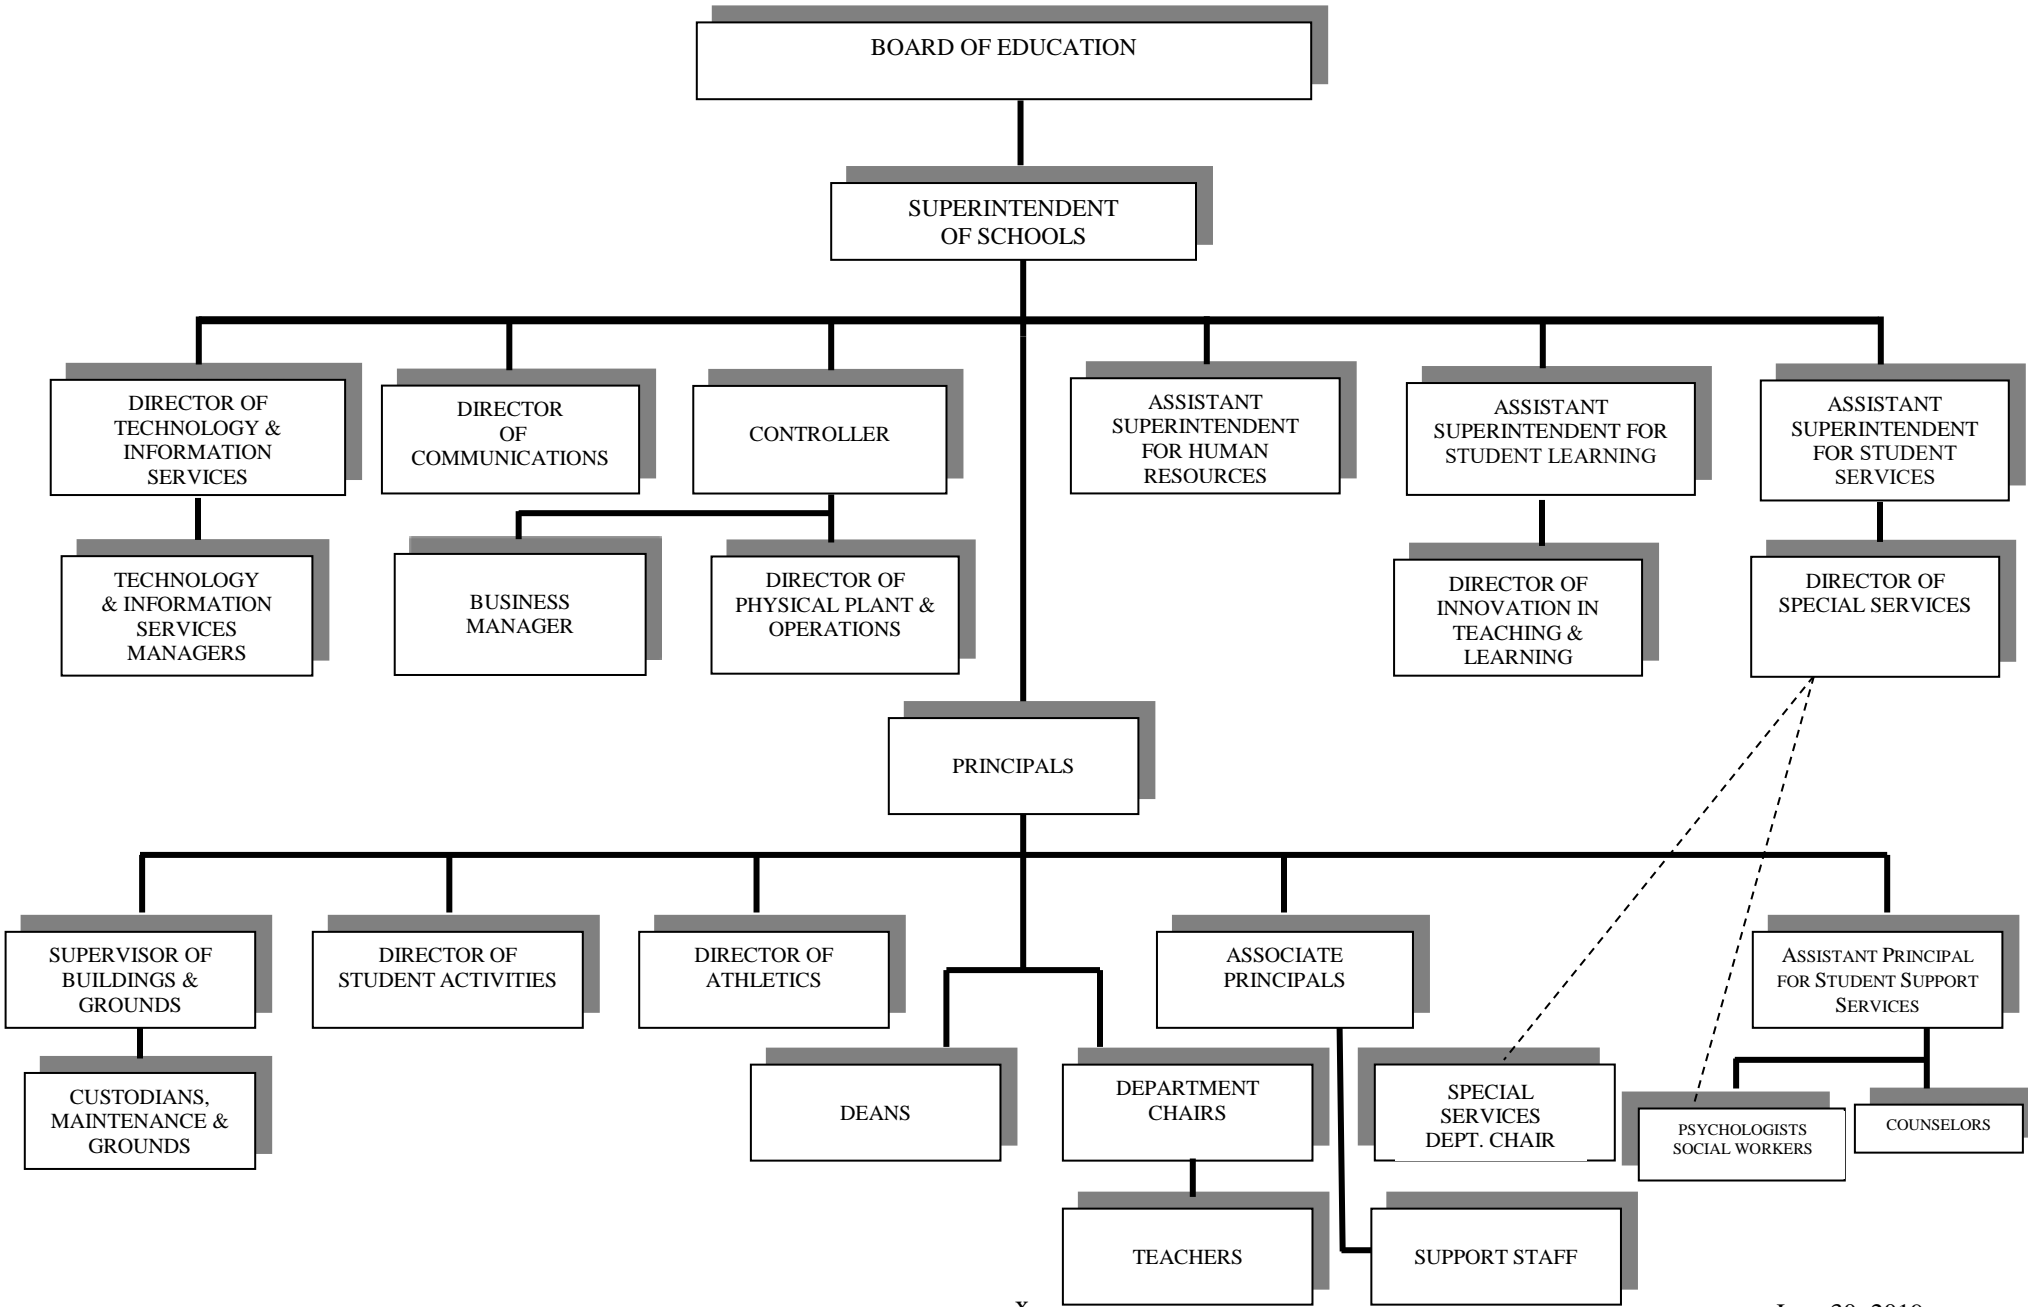 BOARD OF EDUCATION
SUPERINTENDENT
OF SCHOOLS
DIRECTOR OF
TECHNOLOGY &
INFORMATION
SERVICES
DIRECTOR
OF
COMMUNICATIONS
CONTROLLER
ASSISTANT
SUPERINTENDENT
FOR HUMAN
RESOURCES
ASSISTANT
SUPERINTENDENT FOR
STUDENT LEARNING
ASSISTANT
SUPERINTENDENT
FOR STUDENT
SERVICES
TECHNOLOGY
& INFORMATION
SERVICES
MANAGERS
BUSINESS
MANAGER
DIRECTOR OF
PHYSICAL PLANT &
OPERATIONS
DIRECTOR OF
INNOVATION IN
TEACHING &
LEARNING
DIRECTOR OF
SPECIAL SERVICES
PRINCIPALS
SUPERVISOR OF
BUILDINGS &
GROUNDS
DIRECTOR OF
STUDENT ACTIVITIES
DIRECTOR OF
ATHLETICS
ASSOCIATE
PRINCIPALS
ASSISTANT PRINCIPAL
FOR STUDENT SUPPORT
SERVICES
CUSTODIANS,
MAINTENANCE &
GROUNDS
DEANS
DEPARTMENT
CHAIRS
SPECIAL
SERVICES
DEPT. CHAIR
PSYCHOLOGISTS
SOCIAL WORKERS
COUNSELORS
TEACHERS
SUPPORT STAFF
x